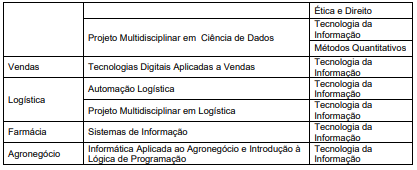 Ética e Direito
Projeto Multidisciplinar em Ciência de Dados
Tecnologia da
Informação
Métodos Quantitativos
Vendas
Tecnologias Digitais Aplicadas a Vendas
Tecnologia da
Informação
Logística
Automação Logística
Tecnologia da
Informação
Projeto Multidisciplinar em Logística
Tecnologia da
Informação
Farmácia
Sistemas de Informação
Tecnologia da
Informação
Agronegócio
Informática Aplicada ao Agronegócio e Introdução à
Lógica de Programação
Tecnologia da
Informação